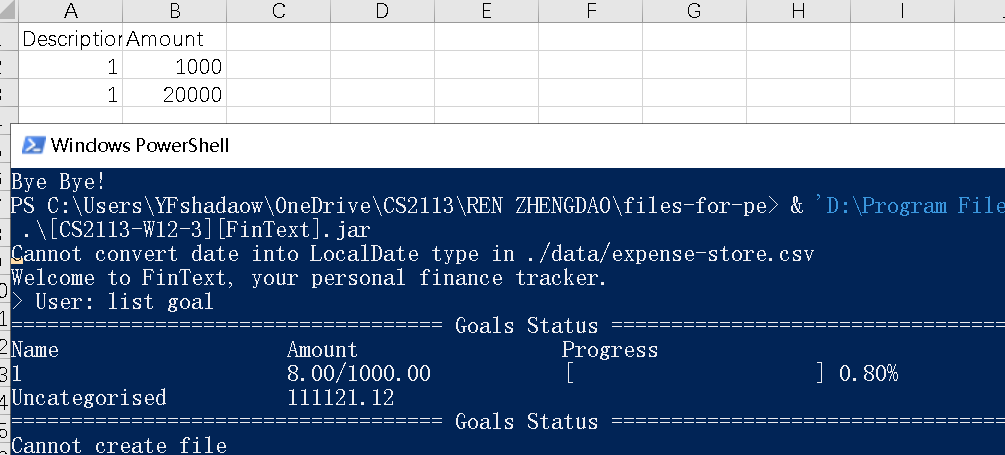 A B C D E F G H I
Description Amount
1 1000
1 20000
Windows PowerShell
Bye Bye!
PS C:\Users\YFshadaow\OneDrive\CS2113\REN ZHENGDAO\files-for-pe> & 'D:\Program File
.\[CS2113-W12-3][FinText].jar
Cannot convert date into LocalDate type in ./data/expense-store.csv
Welcome to FinText, your personal finance tracker.
> User: list goal
==================================== Goals Status =================================
Name Amount Progress
1 8.00/1000.00 [ ] 0.80%
Uncategorised 111121.12
==================================== Goals Status =================================
Cannot create file